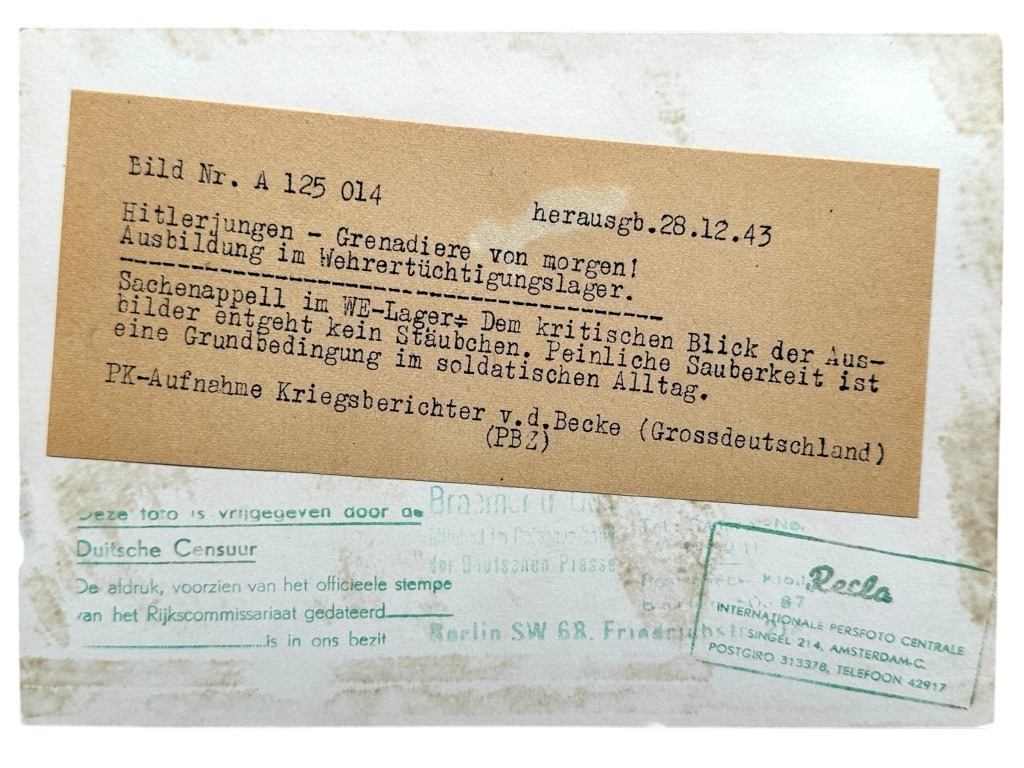 Bild Nr. A 125 014
herausgb.28.12.43
Hitlerjungen - Grenadiere von morgen!
Ausbildung im Wehrertüchtigungslager.
Sachenappell im WE-Lager: Dem kritischen Blick der Aus-
bilder entgeht kein Stäubchen. Peinliche Sauberkeit ist
eine Grundbedingung im soldatischen Alltag.
PK-Aufnahme Kriegsberichter v.d.Becke (Grossdeutschland)
(PBZ)
Deze foto is vrijgegeven door de
Duitsche Censuur
De afdruk, voorzien van het officieele stempe
van het Rijkscommissariaat gedateerd
is in ons bezit
der Deutschen Presse
Berlin SW 68, Friedrichstr
Recla
INTERNATIONALE PERSFOTO CENTRALE
SINGEL 214, AMSTERDAM-C.
POSTGIRO 313378, TELEFOON 42917